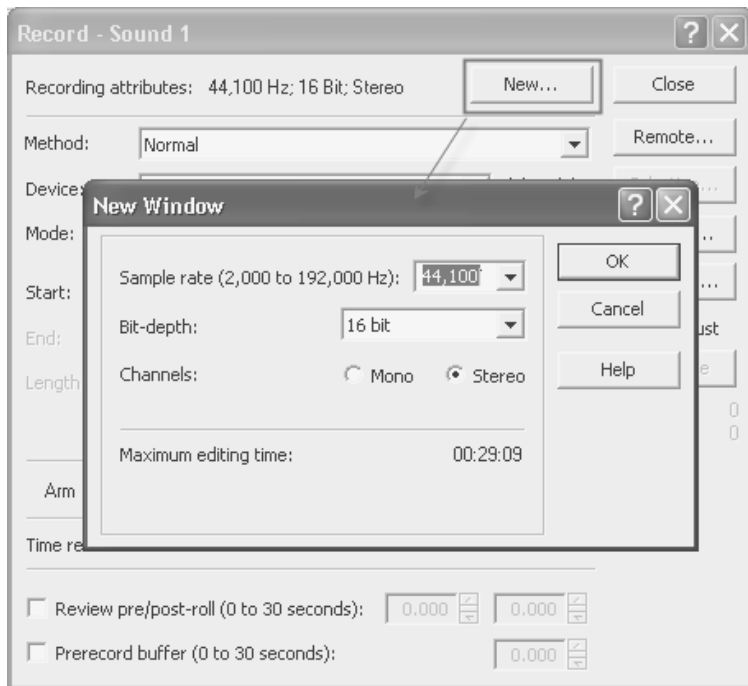 Record - Sound 1
Recording attributes: 44,100 Hz; 16 Bit; Stereo New... Close
Method: Normal Remote...
Device:
New Window
Mode:
Sample rate (2,000 to 192,000 Hz): 44,100 OK
Start:
Bit-depth: 16 bit Cancel
End: ust
Channels: Mono Stereo Help e
Length
0
0
Maximum editing time: 00:29:09
Arm
Time re
Review pre/post-roll (0 to 30 seconds): 0.000 0.000
Prerecord buffer (0 to 30 seconds): 0.000